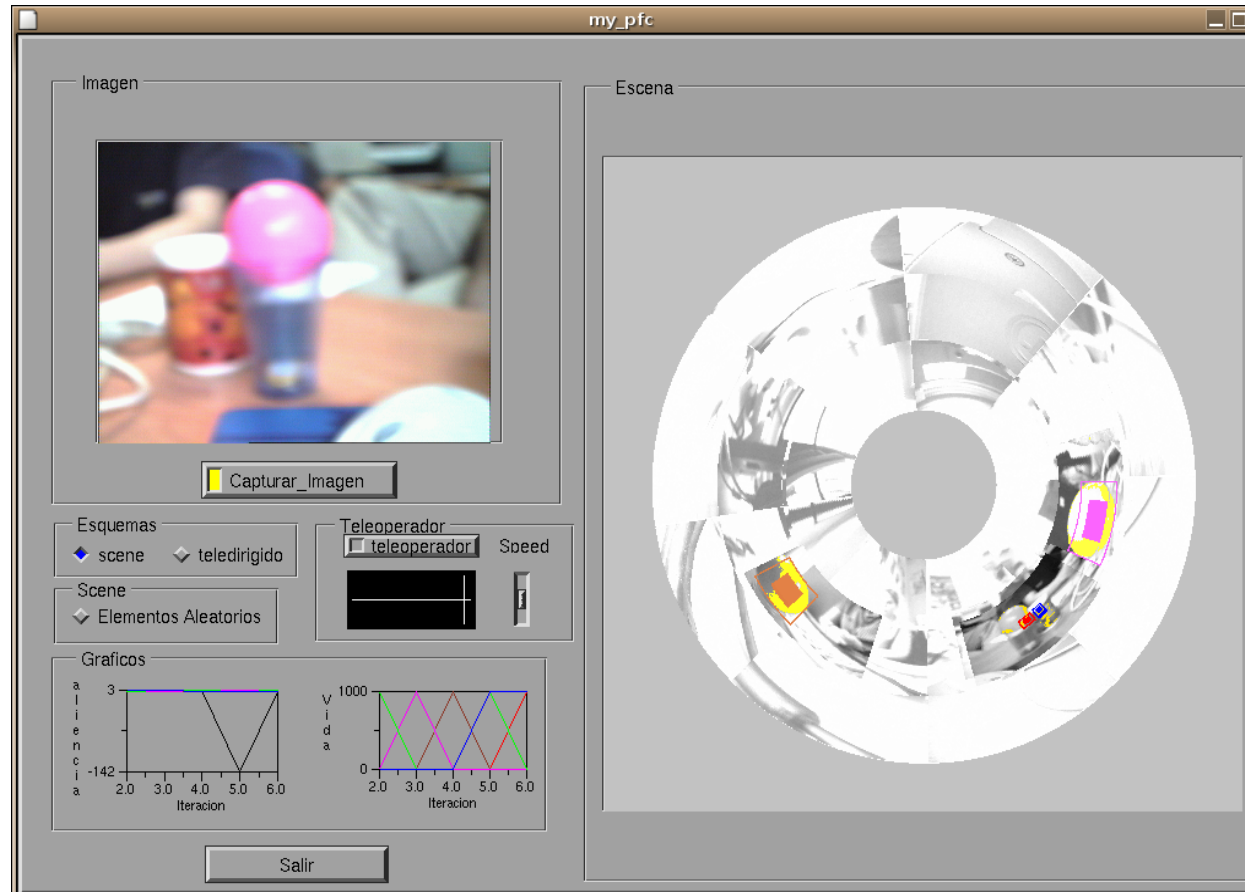 my_pfc
Imagen
Capturar_Imagen
Esquemas
scene
teledirigido
Scene
Elementos Aleatorios
Teleoperador
teleoperador
Speed
Graficos
aliencia
3
-142
2.0 3.0 4.0 5.0 6.0
Iteracion
Vida
1000
0
2.0 3.0 4.0 5.0 6.0
Iteracion
Salir
Escena